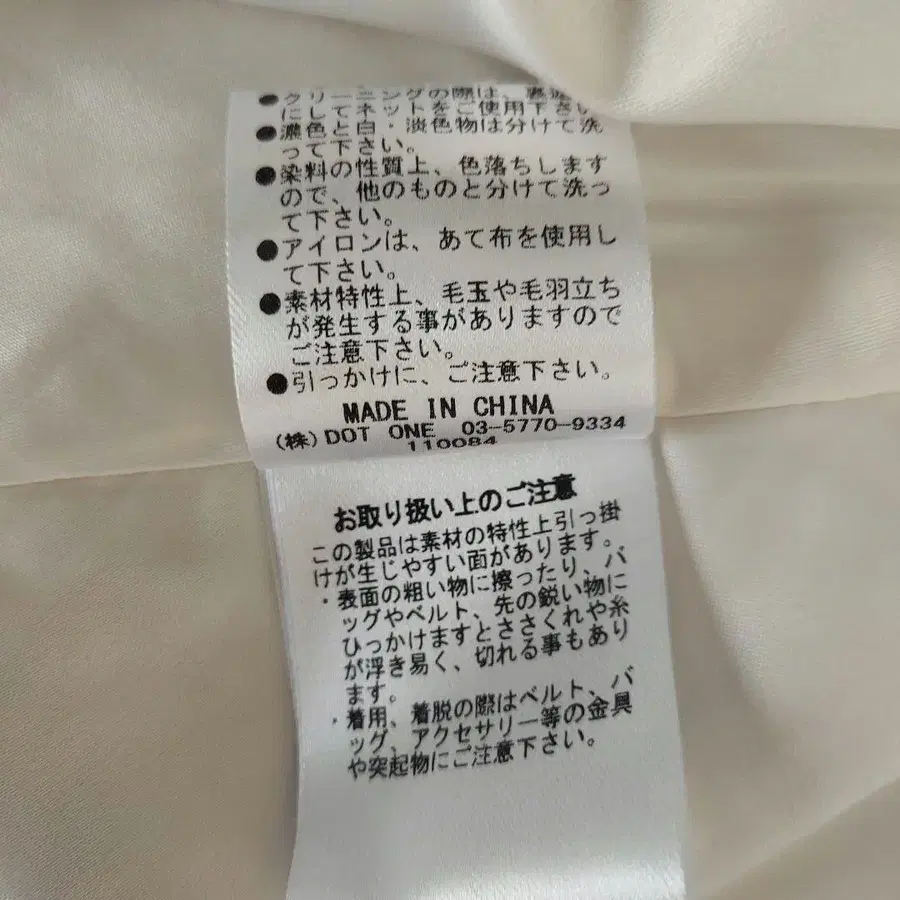 ●クリーニングの際は、裏返
にしてネットをご使用下さい
●濃色と白・淡色物は分けて洗
って下さい。
●染料の性質上、色落ちします
ので、他のものと分けて洗っ
て下さい。
●アイロンは、あて布を使用し
て下さい。
●素材特性上、毛玉や毛羽立ち
が発生する事がありますので
ご注意下さい。
●引っかけに、ご注意下さい。
MADE IN CHINA
(株)DOT ONE 03-5770-9334
110084
お取り扱い上のご注意
この製品は素材の特性上引っ掛
けが生じやすい面があります。
・表面の粗い物に擦ったり、バ
ッグやベルト、先の鋭い物に
ひっかけますとささくれや糸
が浮き易く、切れる事もあり
ます。
・着用、着脱の際はベルト、バ
ッグ、アクセサリー等の金具
や突起物にご注意下さい。